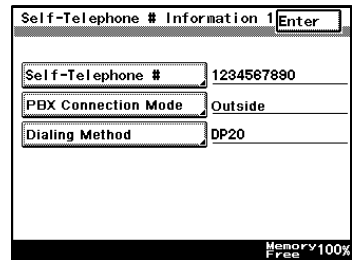 Self-Telephone # Information 1 Enter
Self-Telephone # 1234567890
PBX Connection Mode Outside
Dialing Method DP20
Memory Free 100%